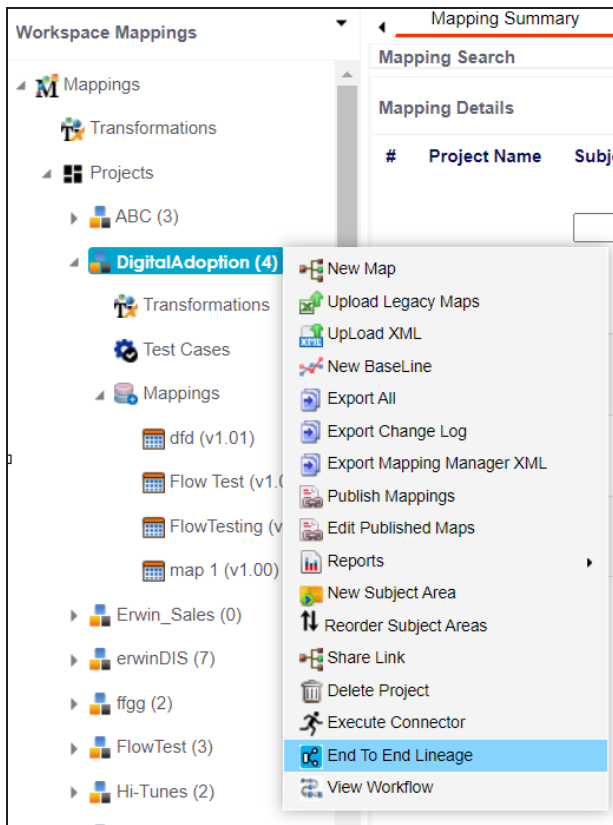 Workspace Mappings
Mappings
Transformations
Projects
ABC (3)
DigitalAdoption (4)
Transformations
Test Cases
Mappings
dfd (v1.01)
Flow Test (v1.0
FlowTesting (v
map 1 (v1.00)
Erwin_Sales (0)
erwinDIS (7)
ffgg (2)
FlowTest (3)
Hi-Tunes (2)
Mapping Summary
Mapping Search
Mapping Details
# Project Name Subj
New Map
Upload Legacy Maps
UpLoad XML
New BaseLine
Export All
Export Change Log
Export Mapping Manager XML
Publish Mappings
Edit Published Maps
Reports
New Subject Area
Reorder Subject Areas
Share Link
Delete Project
Execute Connector
End To End Lineage
View Workflow